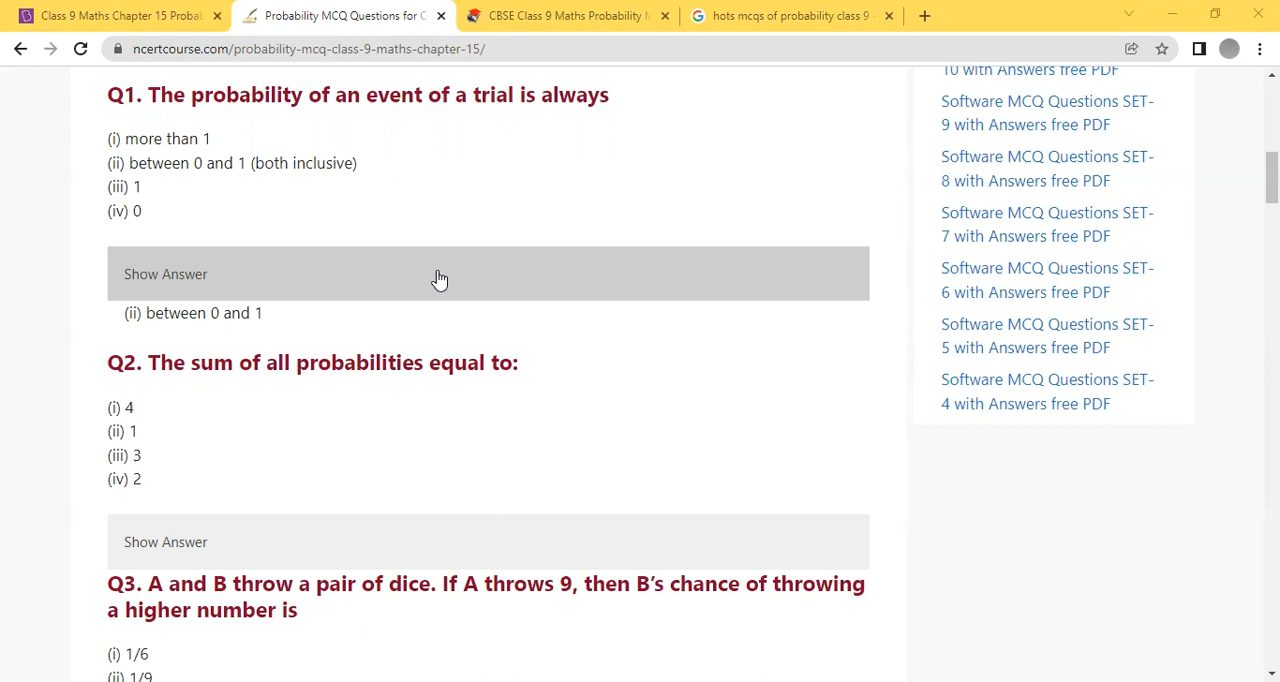 Class 9 Maths Chapter 15 Probab
Probability MCQ Questions for C
CBSE Class 9 Maths Probability M
hots mcqs of probability class 9 -
ncertcourse.com/probability-mcq-class-9-maths-chapter-15/
Q1. The probability of an event of a trial is always
(i) more than 1
(ii) between 0 and 1 (both inclusive)
(iii) 1
(iv) 0
Show Answer
(ii) between 0 and 1
Q2. The sum of all probabilities equal to:
(i) 4
(ii) 1
(iii) 3
(iv) 2
Show Answer
Q3. A and B throw a pair of dice. If A throws 9, then B’s chance of throwing
a higher number is
(i) 1/6
(ii) 1/9
10 with Answers free PDF
Software MCQ Questions SET-
9 with Answers free PDF
Software MCQ Questions SET-
8 with Answers free PDF
Software MCQ Questions SET-
7 with Answers free PDF
Software MCQ Questions SET-
6 with Answers free PDF
Software MCQ Questions SET-
5 with Answers free PDF
Software MCQ Questions SET-
4 with Answers free PDF